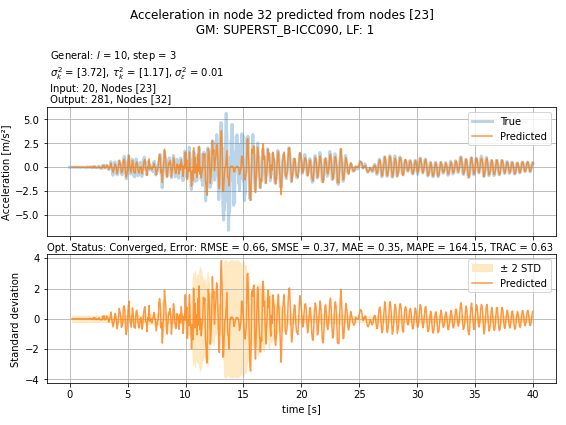 Acceleration in node 32 predicted from nodes [23]
GM: SUPERST_B-ICC090, LF: 1
General: l = 10, step = 3
σ²ₖ = [3.72], τ²ₖ = [1.17], σ²ε = 0.01
Input: 20, Nodes [23]
Output: 281, Nodes [32]
Acceleration [m/s²]
5.0
2.5
0.0
−2.5
−5.0
True
Predicted
Opt. Status: Converged, Error: RMSE = 0.66, SMSE = 0.37, MAE = 0.35, MAPE = 164.15, TRAC = 0.63
Standard deviation
4
2
0
−2
−4
± 2 STD
Predicted
0 5 10 15 20 25 30 35 40
time [s]